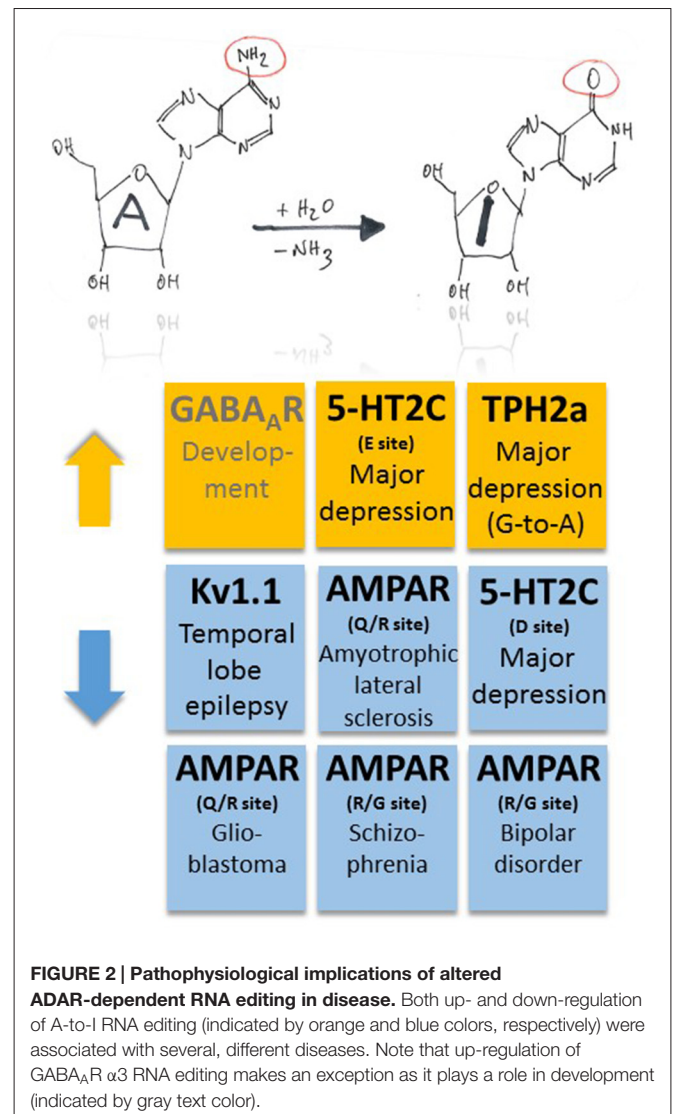 NH2
O
N
N
N
N
N
NH
N
N
OH
OH
O
O
A
+ H2O
I
- NH3
OH
OH
OH
OH
GABAAR
Develop-
ment
5-HT2C
(E site)
Major
depression
TPH2a
Major
depression
(G-to-A)
Kv1.1
Temporal
lobe
epilepsy
AMPAR
(Q/R site)
Amyotrophic
lateral
sclerosis
5-HT2C
(D site)
Major
depression
AMPAR
(Q/R site)
Glio-
blastoma
AMPAR
(R/G site)
Schizo-
phrenia
AMPAR
(R/G site)
Bipolar
disorder
FIGURE 2 | Pathophysiological implications of altered
ADAR-dependent RNA editing in disease. Both up- and down-regulation
of A-to-I RNA editing (indicated by orange and blue colors, respectively) were
associated with several, different diseases. Note that up-regulation of
GABAAR α3 RNA editing makes an exception as it plays a role in development
(indicated by gray text color).